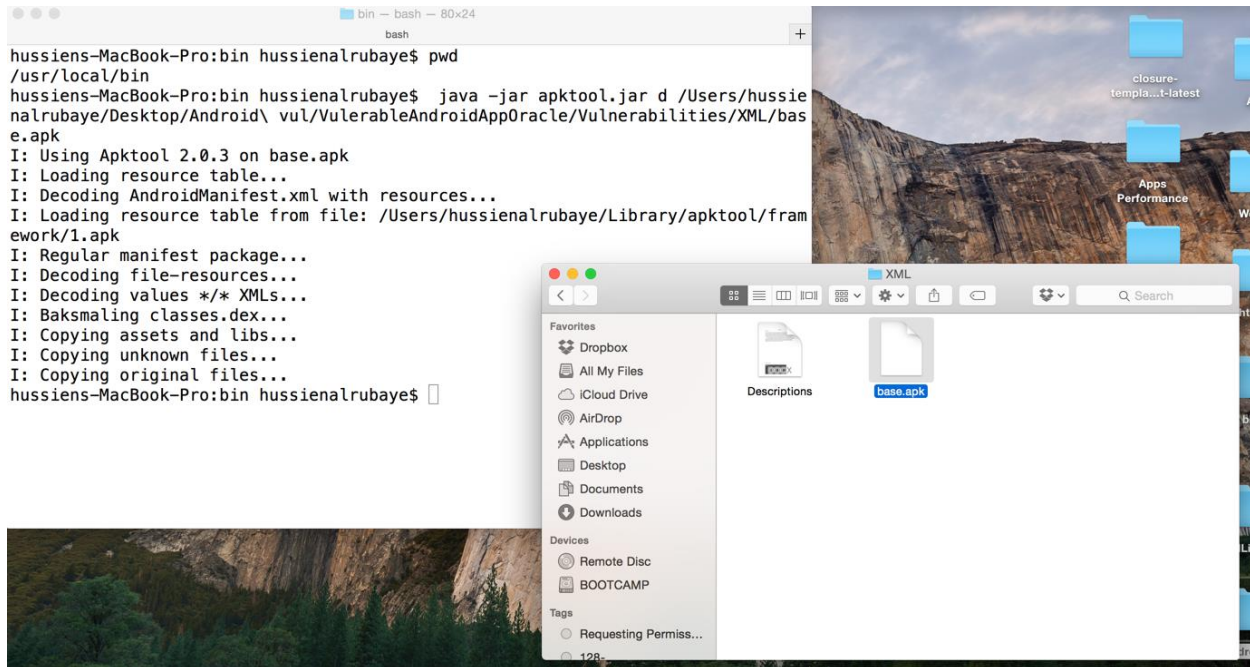 bin — bash — 80×24
bash
+
hussiens-MacBook-Pro:bin hussienalrubaye$ pwd
/usr/local/bin
hussiens-MacBook-Pro:bin hussienalrubaye$  java -jar apktool.jar d /Users/hussie
nalrubaye/Desktop/Android\ vul/VulerableAndroidAppOracle/Vulnerabilities/XML/bas
e.apk
I: Using Apktool 2.0.3 on base.apk
I: Loading resource table...
I: Decoding AndroidManifest.xml with resources...
I: Loading resource table from file: /Users/hussienalrubaye/Library/apktool/fram
ework/1.apk
I: Regular manifest package...
I: Decoding file-resources...
I: Decoding values */* XMLs...
I: Baksmaling classes.dex...
I: Copying assets and libs...
I: Copying unknown files...
I: Copying original files...
hussiens-MacBook-Pro:bin hussienalrubaye$
closure-
templa...t-latest
Apps
Performance
XML
Search
Favorites
Dropbox
All My Files
iCloud Drive
AirDrop
Applications
Desktop
Documents
Downloads
Devices
Remote Disc
BOOTCAMP
Tags
Requesting Permiss...
128-
Descriptions
base.apk